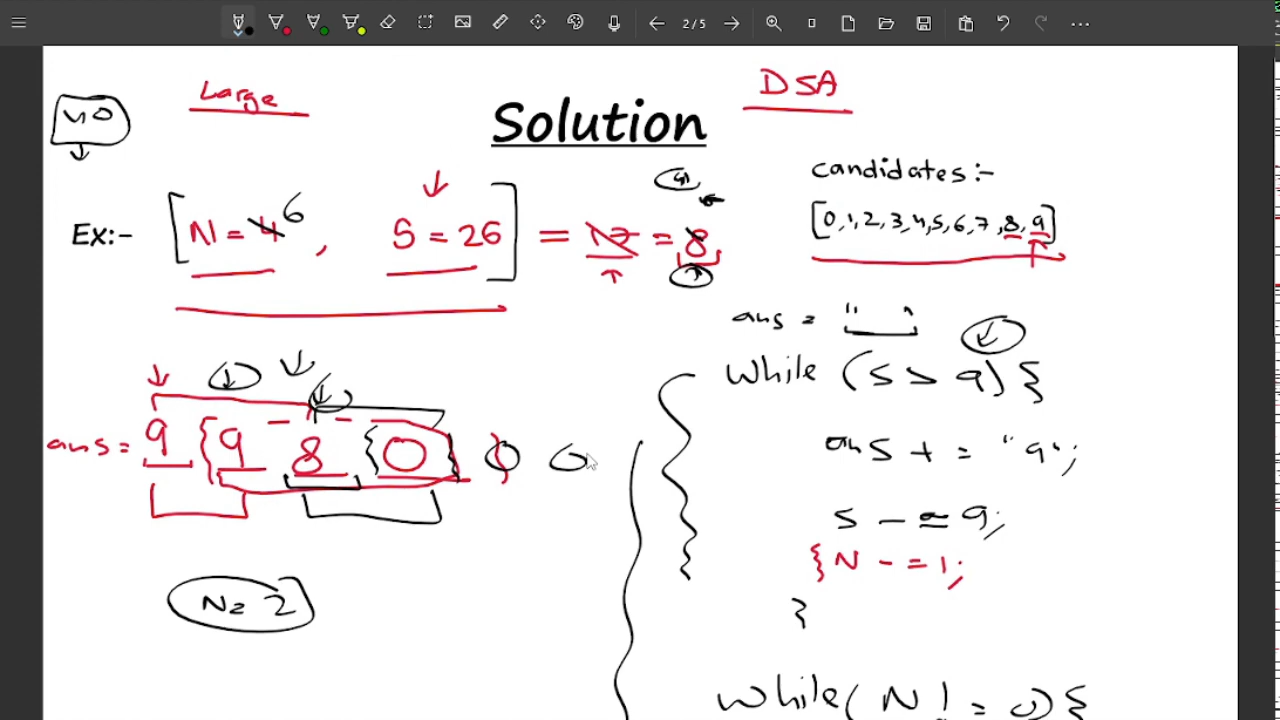 2/5
Large
DSA
Solution
candidates :-
Ex:- [N = 4 6 , S = 26] = = 8
[0,1,2,3,4,5,6,7,8,9]
ans = " "
while (S > 9) {
ans = 9 { 9 8 { 0 } ) 0 0
ans + = "9";
S - = 9;
{ N - = 1;
N = 2
}
while( N ! = 0) {